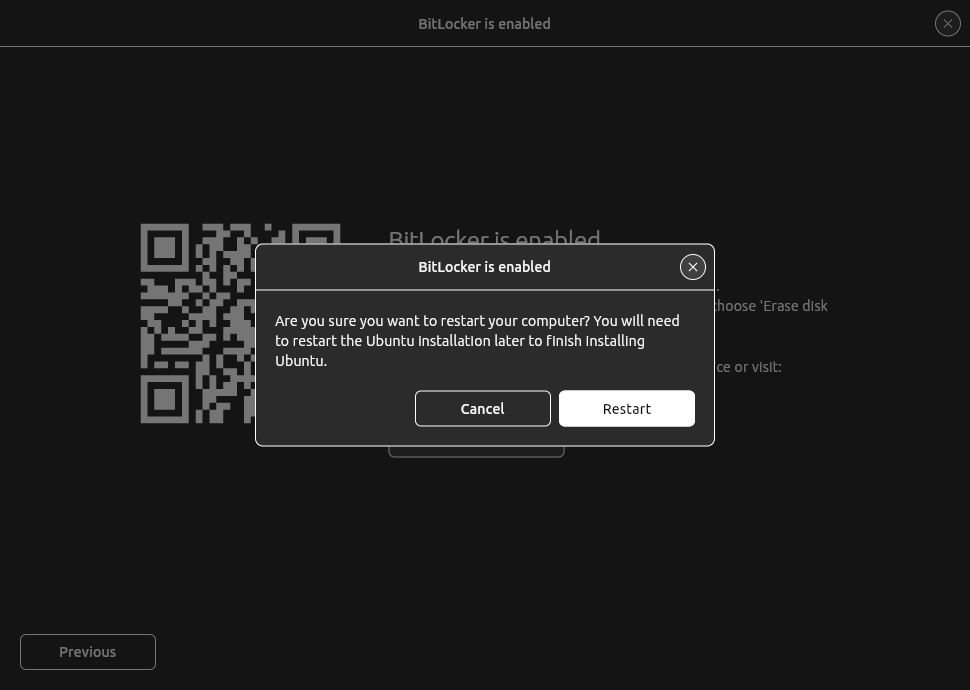 BitLocker is enabled
BitLocker is enabled
BitLocker is enabled
Are you sure you want to restart your computer? You will need
to restart the Ubuntu installation later to finish installing
Ubuntu.
Cancel
Restart
choose 'Erase disk
or visit:
Previous